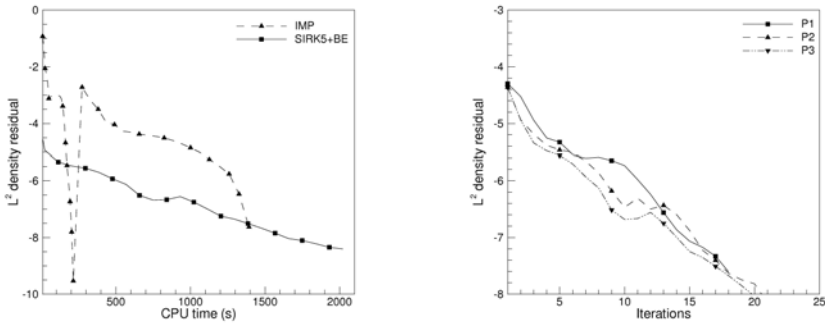 IMP
SIRK5+BE
0
-2
-4
-6
-8
-10
L² density residual
500
1000
1500
2000
CPU time (s)
P1
P2
P3
-3
-4
-5
-6
-7
-8
L² density residual
5
10
15
20
25
Iterations